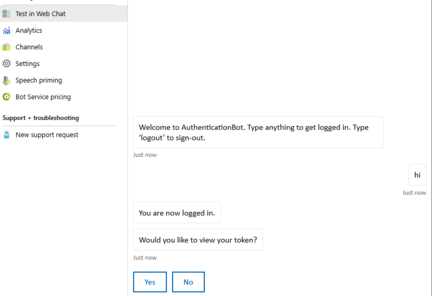 Test in Web Chat
Analytics
Channels
Settings
Speech priming
Bot Service pricing
Support + troubleshooting
New support request
Welcome to AuthenticationBot. Type anything to get logged in. Type
'logout' to sign-out.
Just now
hi
Just now
You are now logged in.
Would you like to view your token?
Just now
Yes
No